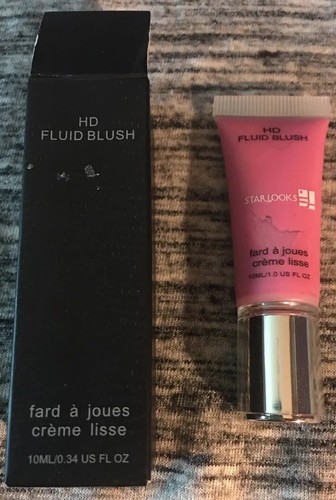 HD
FLUID BLUSH
fard à joues
crème lisse
10ML/0.34 US FL OZ
HD
FLUID BLUSH
STARLOOKS
fard à joues
crème lisse
10ML/1.0 US FL OZ